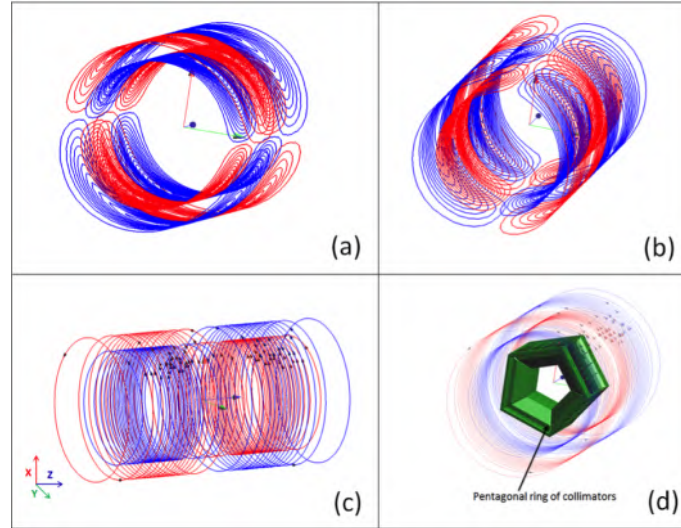 (a)
(b)
X
Z
Y
(c)
(d)
Pentagonal ring of collimators